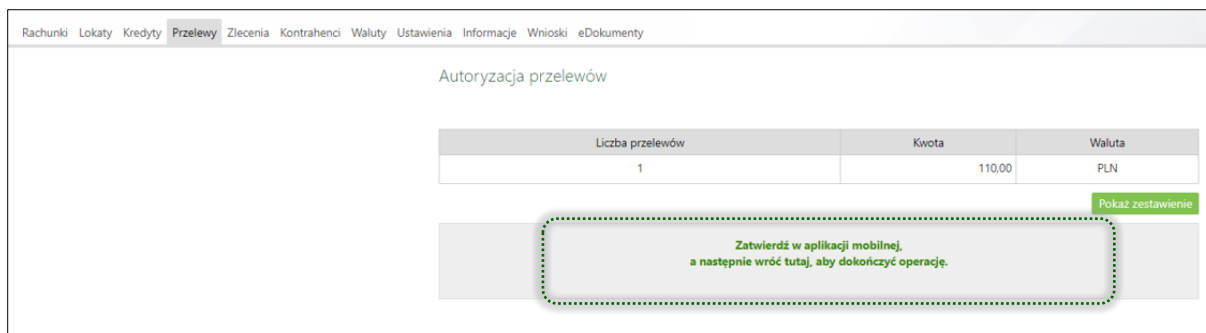 Rachunki Lokaty Kredyty Przelewy Zlecenia Kontrahenci Waluty Ustawienia Informacje Wnioski eDokumenty
Autoryzacja przelewów
Liczba przelewów Kwota Waluta
1 110,00 PLN
Pokaż zestawienie
Zatwierdź w aplikacji mobilnej,
a następnie wróć tutaj, aby dokończyć operację.